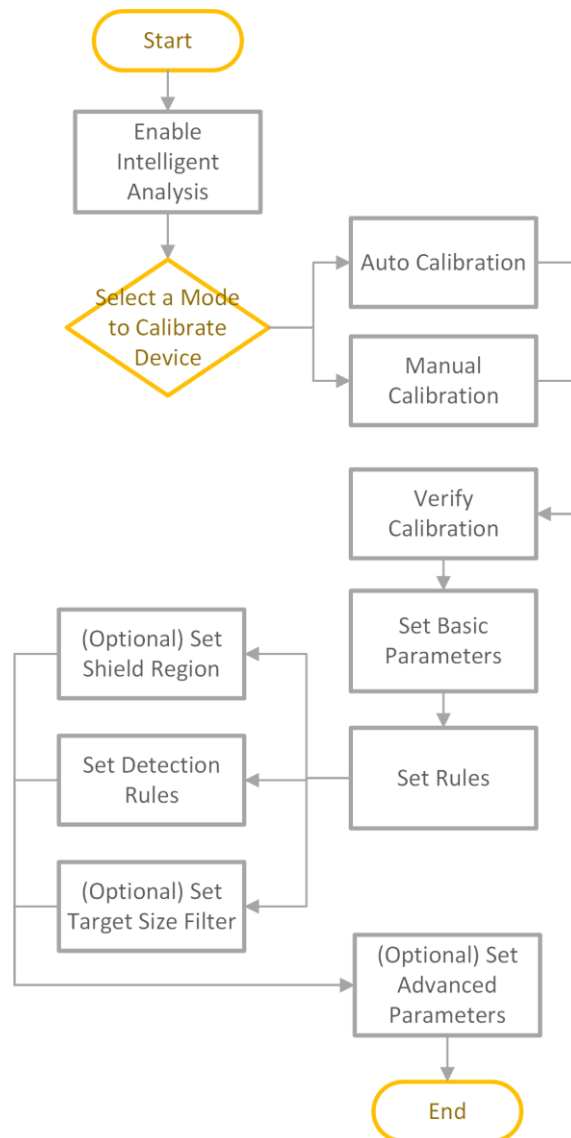 Start
Enable
Intelligent
Analysis
Select a Mode
to Calibrate
Device
Auto Calibration
Manual
Calibration
Verify
Calibration
Set Basic
Parameters
(Optional) Set
Shield Region
Set Detection
Rules
Set Rules
(Optional) Set
Target Size Filter
(Optional) Set
Advanced
Parameters
End